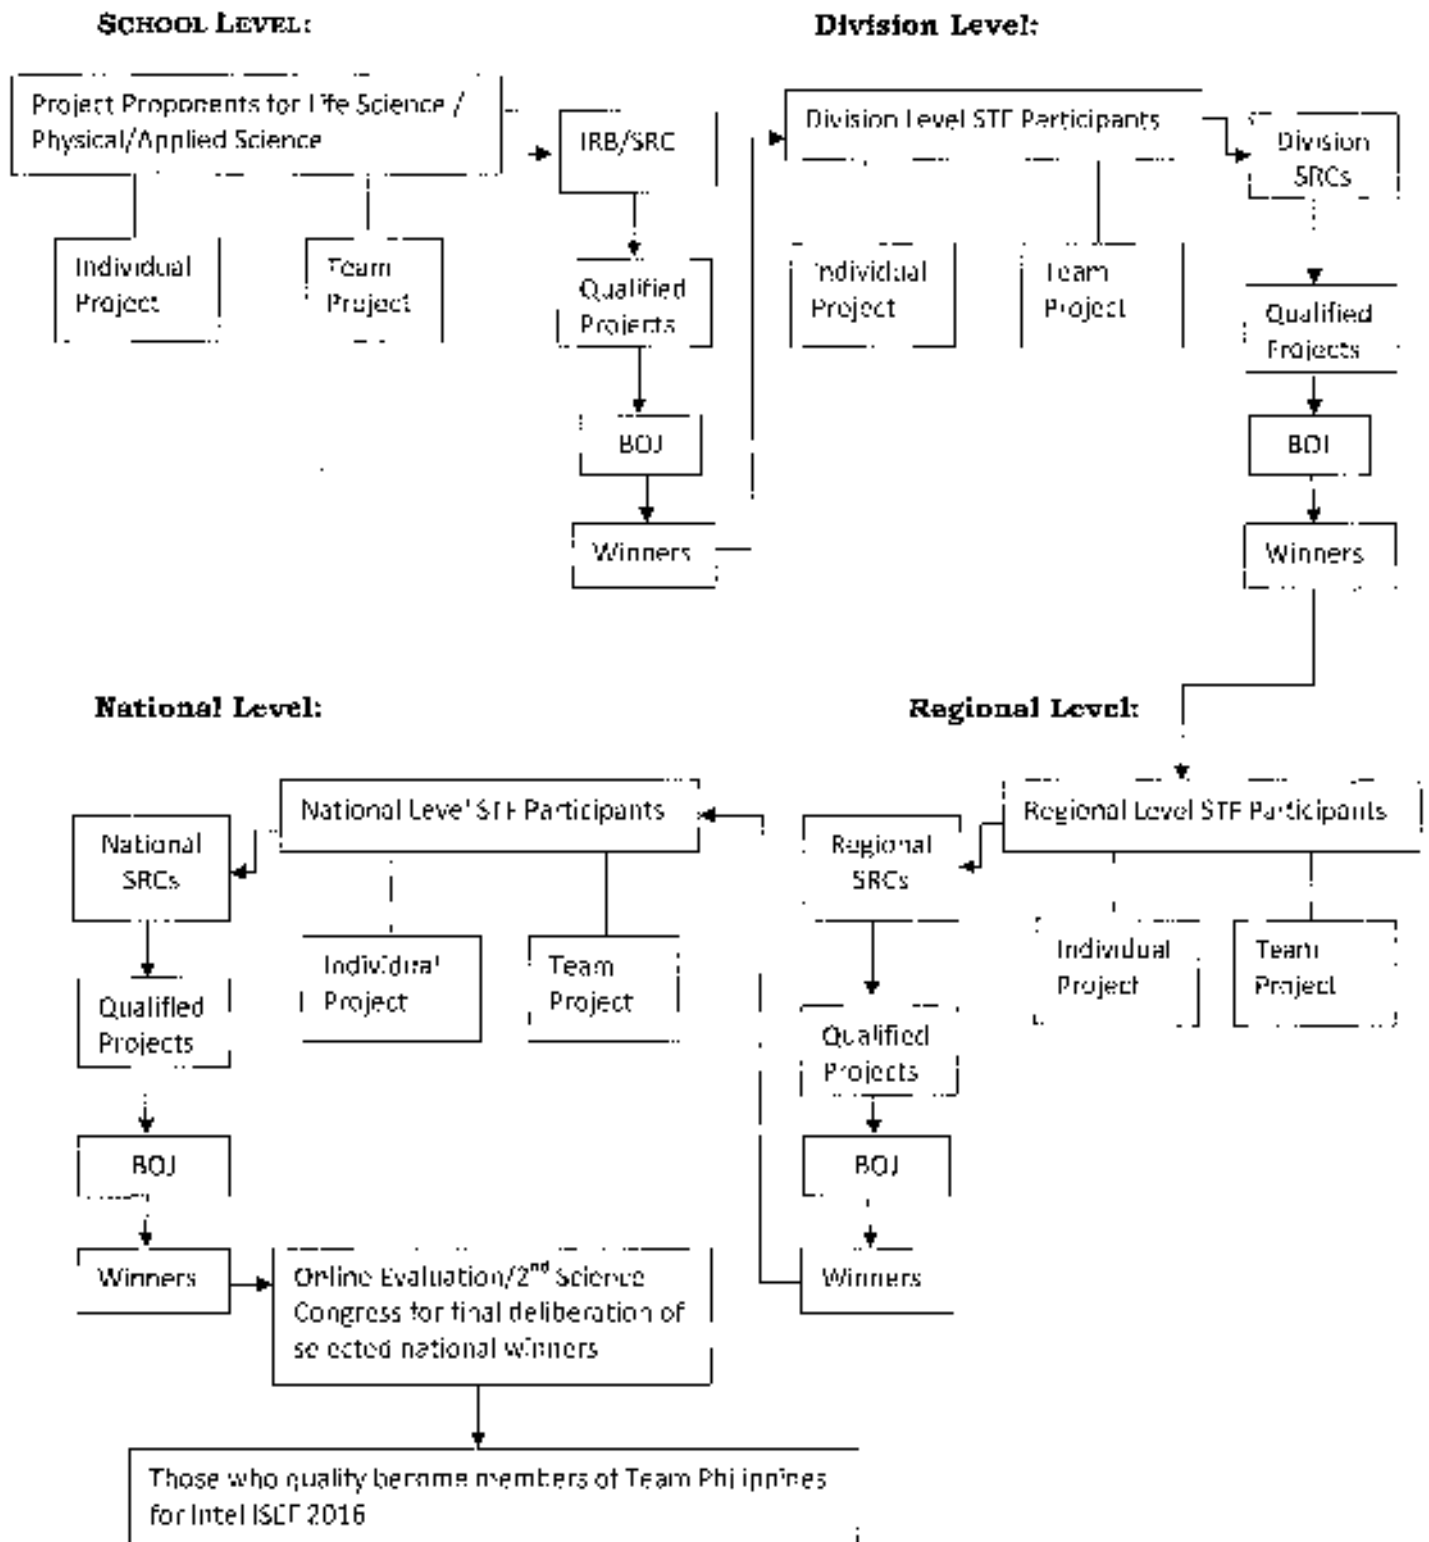 SCHOOL LEVEL:
Project Proponents for Life Science /
Physical/Applied Science
Individual
Project
Team
Project
IRB/SRC
Qualified
Projects
BOJ
Winners
Division Level:
Division Level STF Participants
Individual
Project
Team
Project
Division
SRCs
Qualified
Projects
BOJ
Winners
Regional Level:
Regional Level STF Participants
Individual
Project
Team
Project
Regional
SRCs
Qualified
Projects
BOJ
Winners
National Level:
National Level STF Participants
Individual
Project
Team
Project
National
SRCs
Qualified
Projects
BOJ
Winners
Online Evaluation/2nd Science
Congress for final deliberation of
selected national winners
Those who qualify become members of Team Philippines
for Intel ISEF 2016